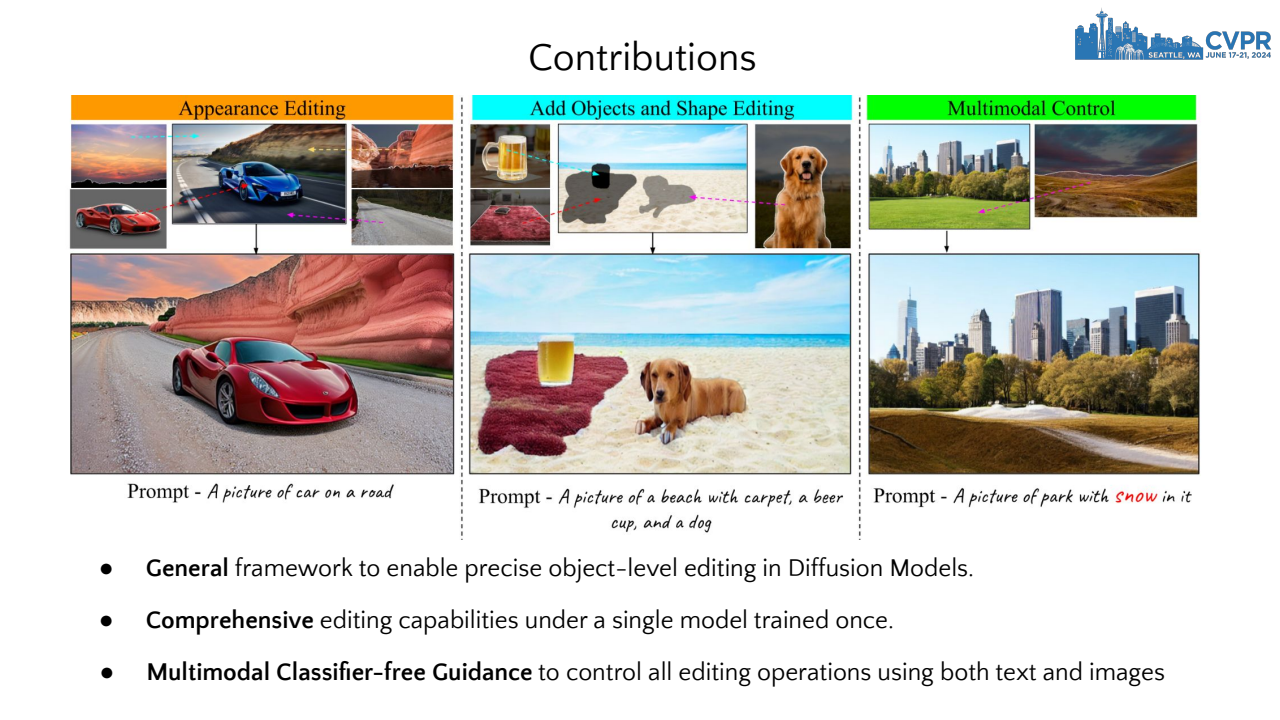 CVPR
SEATTLE, WA JUNE 17-21, 2024
Contributions
Appearance Editing
Add Objects and Shape Editing
Multimodal Control
Prompt - A picture of car on a road
Prompt - A picture of a beach with carpet, a beer
cup, and a dog
Prompt - A picture of park with snow in it
● General framework to enable precise object-level editing in Diffusion Models.
● Comprehensive editing capabilities under a single model trained once.
● Multimodal Classifier-free Guidance to control all editing operations using both text and images